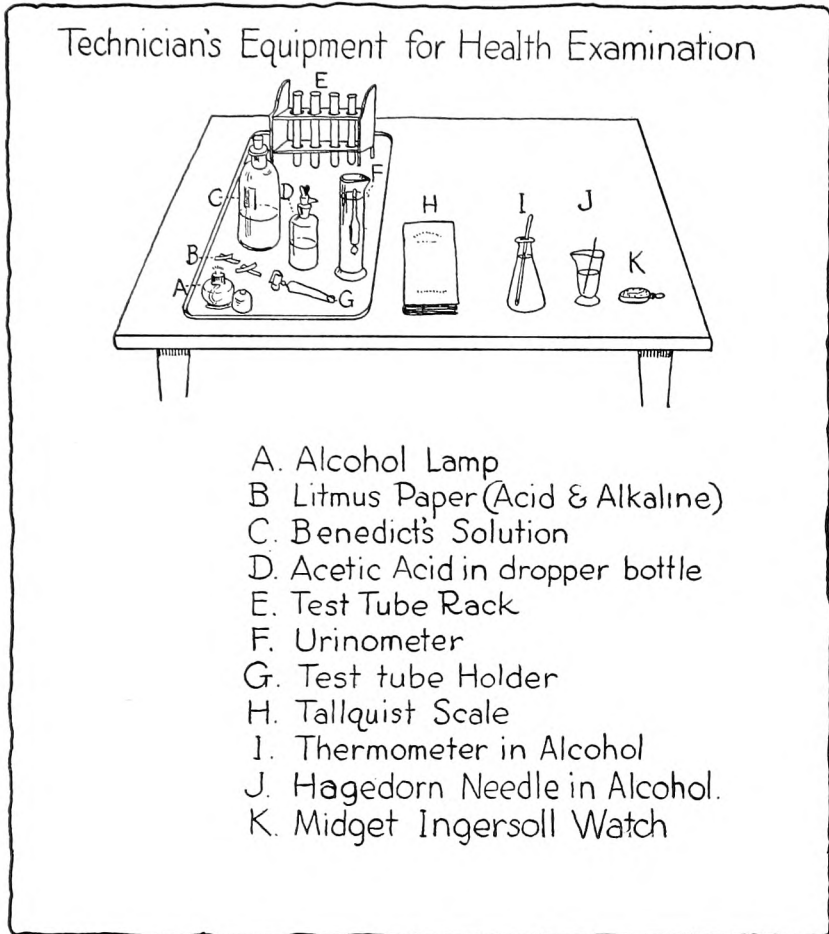 Technician's Equipment for Health Examination
E
F
D
C
H
I
J
B
K
A
G
A. Alcohol Lamp
B Litmus Paper (Acid & Alkaline)
C. Benedict's Solution
D. Acetic Acid in dropper bottle
E. Test Tube Rack
F. Urinometer
G. Test tube Holder
H. Tallquist Scale
I. Thermometer in Alcohol
J. Hagedorn Needle in Alcohol.
K. Midget Ingersoll Watch